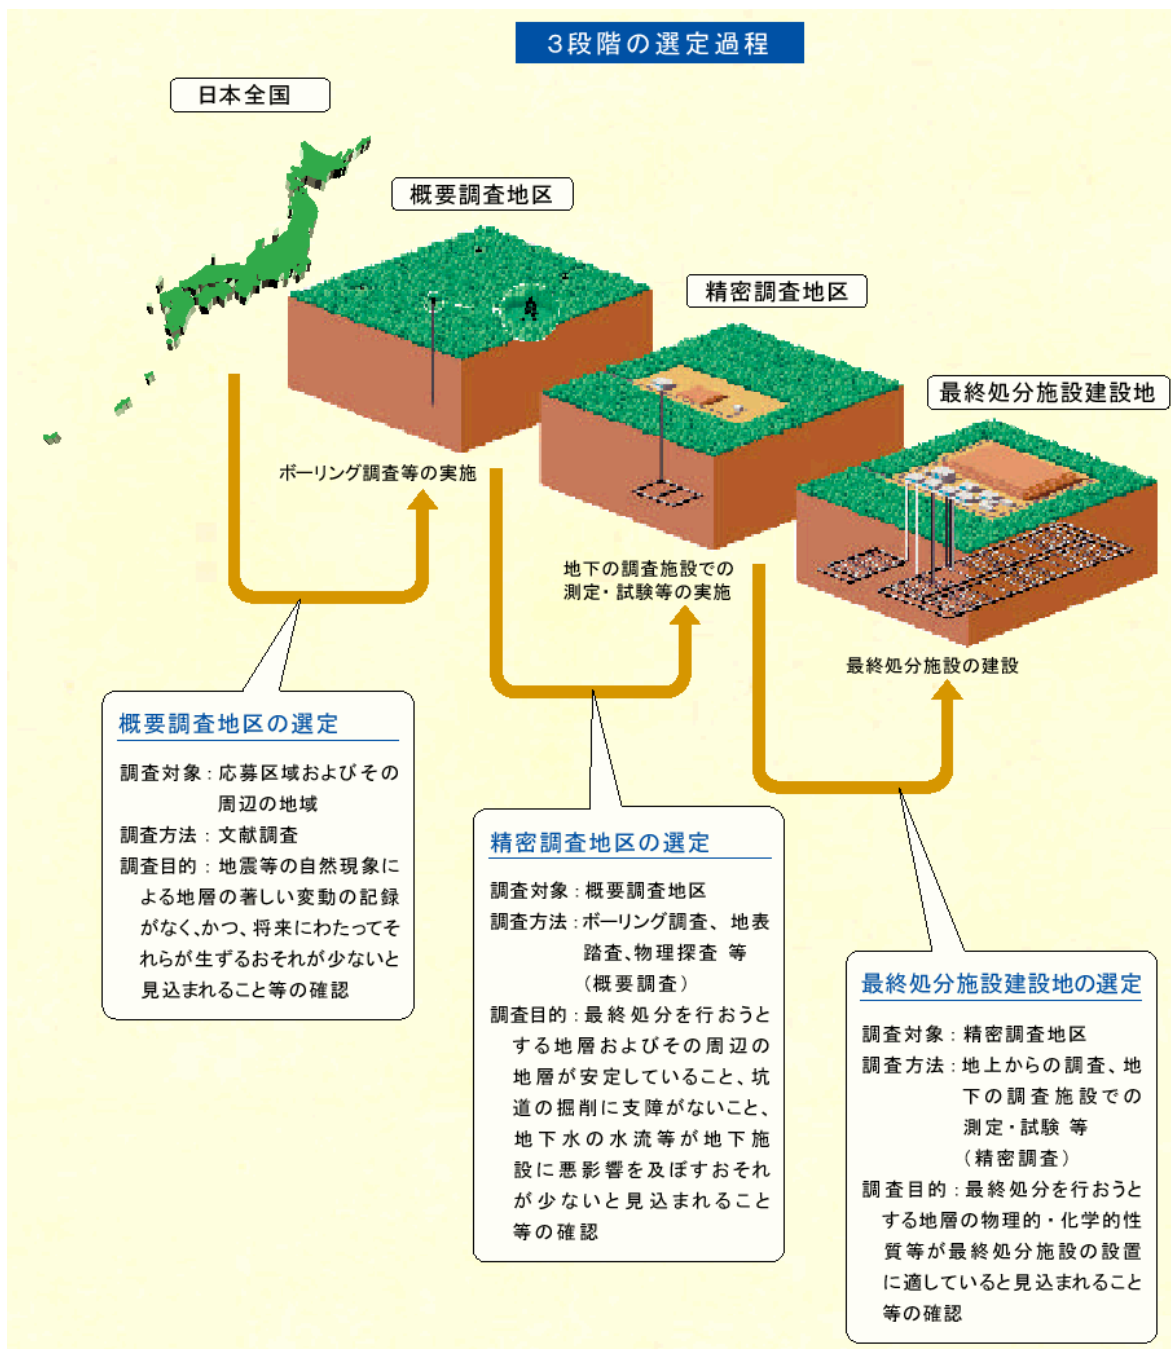 3段階の選定過程
日本全国
概要調査地区
精密調査地区
最終処分施設建設地
ボーリング調査等の実施
地下の調査施設での
測定・試験等の実施
最終処分施設の建設
概要調査地区の選定
調査対象：応募区域およびその
周辺の地域
調査方法：文献調査
調査目的：地震等の自然現象に
よる地層の著しい変動の記録
がなく、かつ、将来にわたってそ
れらが生ずるおそれが少ないと
見込まれること等の確認
精密調査地区の選定
調査対象：概要調査地区
調査方法：ボーリング調査、地表
踏査、物理探査 等
（概要調査）
調査目的：最終処分を行おうと
する地層およびその周辺の
地層が安定していること、坑
道の掘削に支障がないこと、
地下水の水流等が地下施
設に悪影響を及ぼすおそれ
が少ないと見込まれること
等の確認
最終処分施設建設地の選定
調査対象：精密調査地区
調査方法：地上からの調査、地
下の調査施設での
測定・試験 等
（精密調査）
調査目的：最終処分を行おうと
する地層の物理的・化学的性
質等が最終処分施設の設置
に適していると見込まれること
等の確認